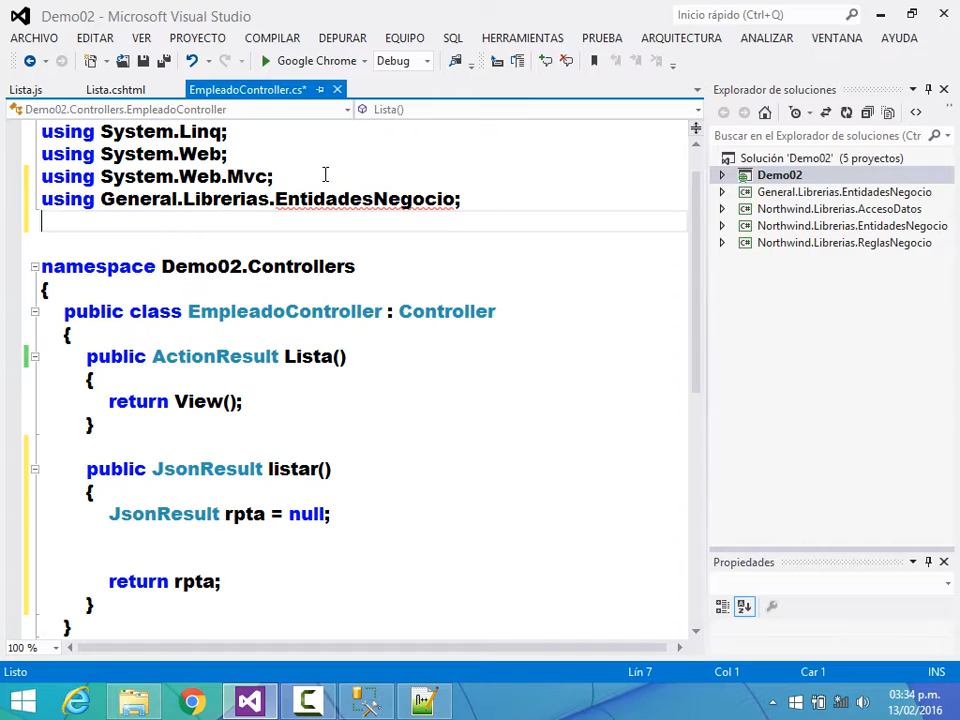 Demo02 - Microsoft Visual Studio
Inicio rápido (Ctrl+Q)
ARCHIVO EDITAR VER PROYECTO COMPILAR DEPURAR EQUIPO SQL HERRAMIENTAS PRUEBA ARQUITECTURA ANALIZAR VENTANA AYUDA
Google Chrome Debug
Lista.js Lista.cshtml EmpleadoController.cs*
Demo02.Controllers.EmpleadoController Lista()
using System.Linq;
using System.Web;
using System.Web.Mvc;
using General.Librerias.EntidadesNegocio;
namespace Demo02.Controllers
{
public class EmpleadoController : Controller
{
public ActionResult Lista()
{
return View();
}
public JsonResult listar()
{
JsonResult rpta = null;
return rpta;
}
}
100 %
Explorador de soluciones
Buscar en el Explorador de soluciones (Ctr
Solución 'Demo02' (5 proyectos)
Demo02
General.Librerias.EntidadesNegocio
Northwind.Librerias.AccesoDatos
Northwind.Librerias.EntidadesNegocio
Northwind.Librerias.ReglasNegocio
Propiedades
Listo Lín 7 Col 1 Car 1 INS
03:34 p.m.
13/02/2016